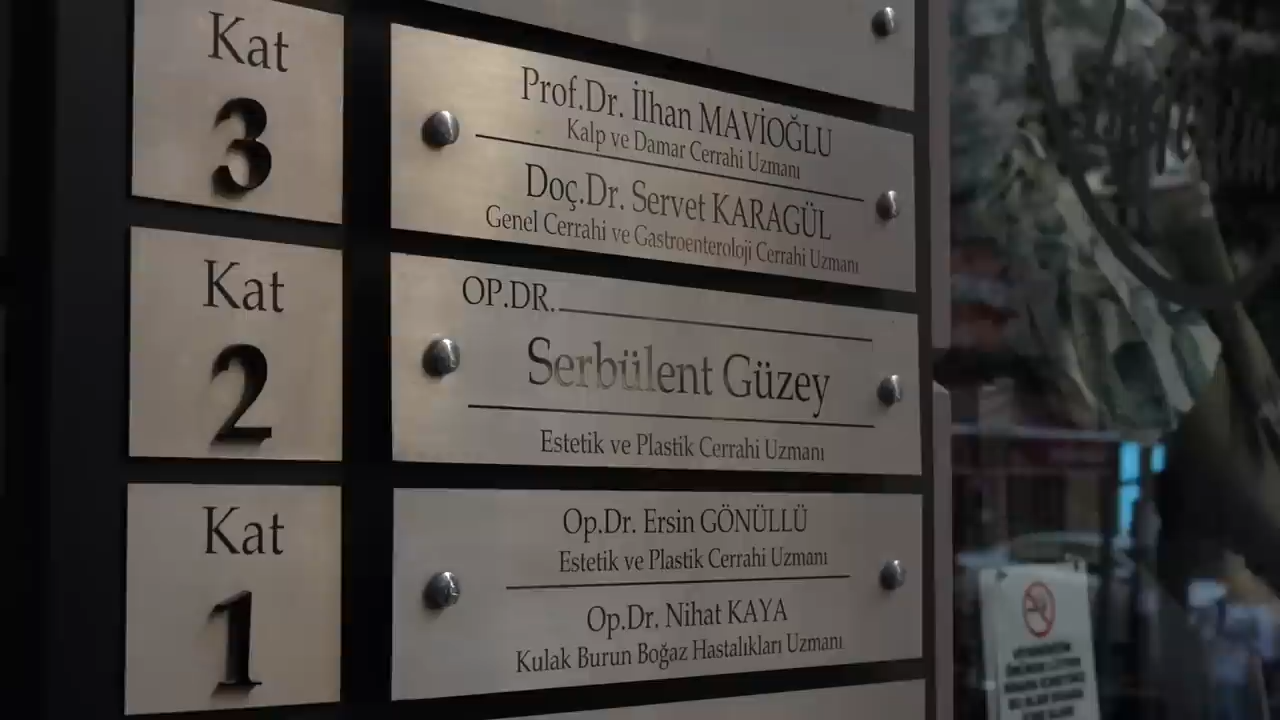 Kat
3
Prof.Dr. İlhan MAVİOĞLU
Kalp ve Damar Cerrahi Uzmanı
Doç.Dr. Servet KARAGÜL
Genel Cerrahi ve Gastroenteroloji Cerrahi Uzmanı
Kat
2
OP.DR.
Serbülent Güzey
Estetik ve Plastik Cerrahi Uzmanı
Kat
1
Op.Dr. Ersin GÖNÜLLÜ
Estetik ve Plastik Cerrahi Uzmanı
Op.Dr. Nihat KAYA
Kulak Burun Boğaz Hastalıkları Uzmanı